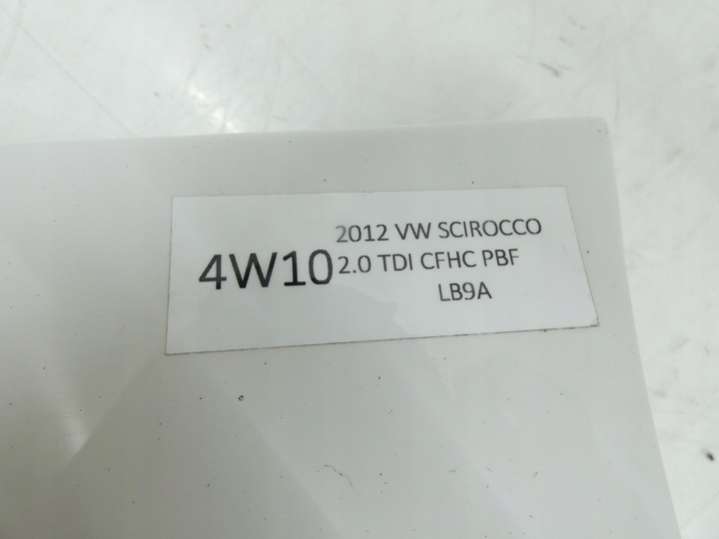 4W10
2012 VW SCIROCCO
2.0 TDI CFHC PBF
LB9A